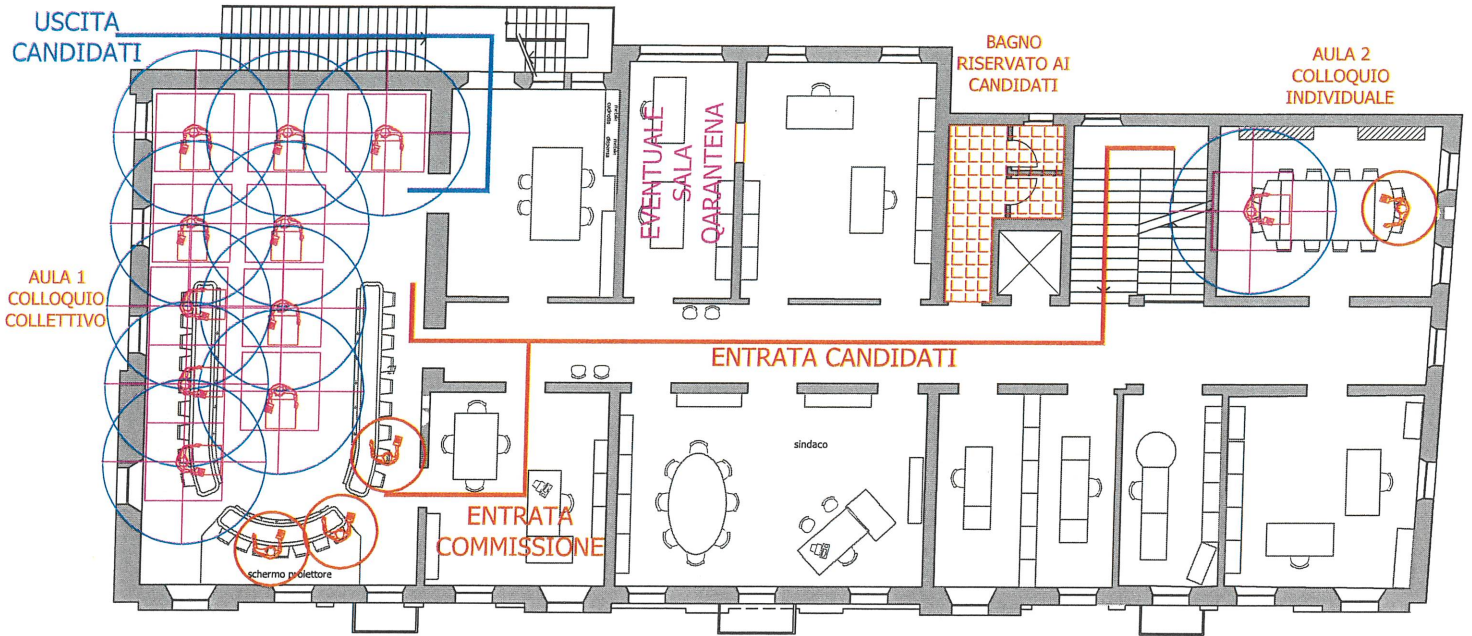 USCITA
CANDIDATI
BAGNO
RISERVATO AI
CANDIDATI
AULA 2
COLLOQUIO
INDIVIDUALE
EVENTUALE
SALA
QARANTENA
AULA 1
COLLOQUIO
COLLETTIVO
ENTRATA CANDIDATI
sindaco
ENTRATA
COMMISSIONE
schermo proiettore